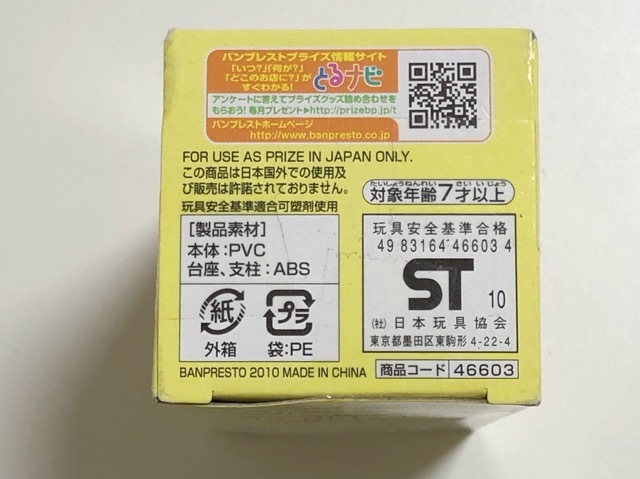 バンプレストプライズ情報サイト
「いつ?」「何が?」
「どこのお店に?」が
すぐわかる!
とるナビ
アンケートに答えてプライズグッズ詰め合わせを
もらおう!毎月プレゼント▶http://prizebp.jp/t
バンプレストホームページ
http://www.banpresto.co.jp
FOR USE AS PRIZE IN JAPAN ONLY.
この商品は日本国外での使用及
び販売は許諾されておりません。
たいしょうねんれい さい いじょう
対象年齢7才以上
玩具安全基準適合可塑剤使用
[製品素材]
本体:PVC
台座、支柱:ABS
紙
外箱
プラ
袋:PE
玩具安全基準合格
49 83164 46603 4
ST 10
(社) 日本玩具協会
東京都墨田区東駒形 4-22-4
BANPRESTO 2010 MADE IN CHINA
商品コード 46603